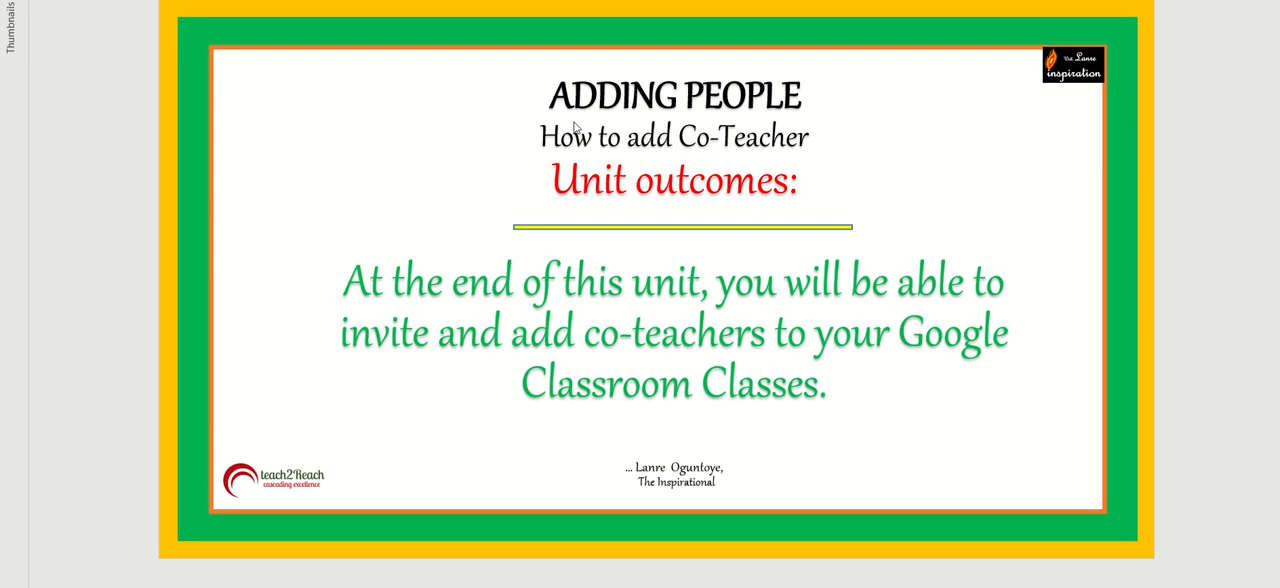 Thumbnails
With Lanre
inspiration
ADDING PEOPLE
How to add Co-Teacher
Unit outcomes:
At the end of this unit, you will be able to
invite and add co-teachers to your Google
Classroom Classes.
teach2Reach
cascading excellence
... Lanre Oguntoye,
The Inspirational